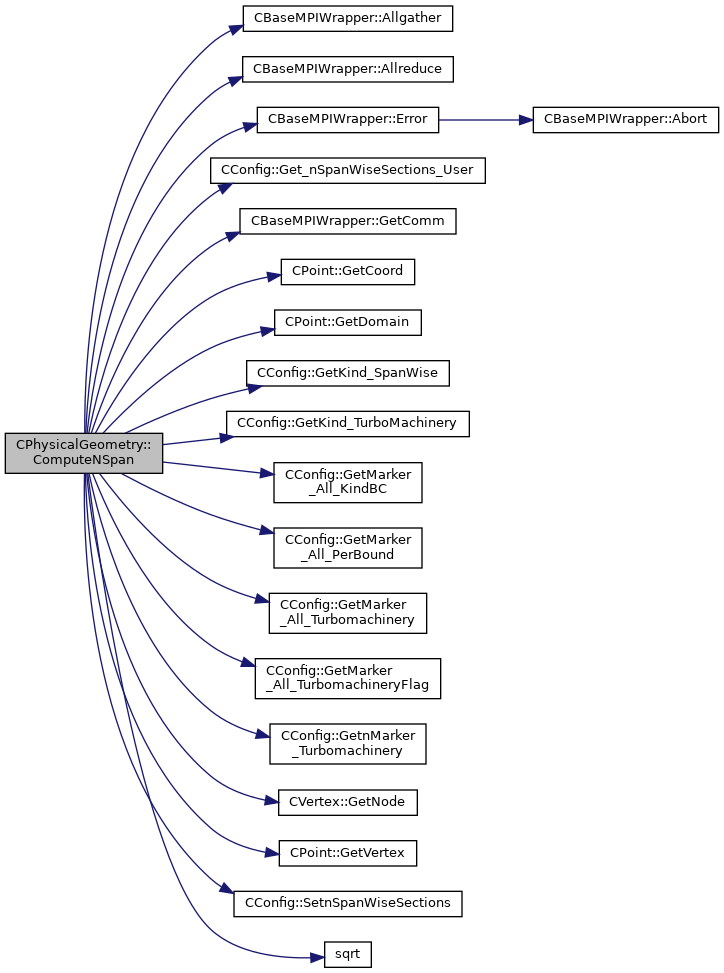 CBaseMPIWrapper::Allgather
CBaseMPIWrapper::Allreduce
CBaseMPIWrapper::Error
CBaseMPIWrapper::Abort
CConfig::Get_nSpanWiseSections_User
CBaseMPIWrapper::GetComm
CPoint::GetCoord
CPoint::GetDomain
CConfig::GetKind_SpanWise
CConfig::GetKind_TurboMachinery
CPhysicalGeometry::
ComputeNSpan
CConfig::GetMarker
_All_KindBC
CConfig::GetMarker
_All_PerBound
CConfig::GetMarker
_All_Turbomachinery
CConfig::GetMarker
_All_TurbomachineryFlag
CConfig::GetnMarker
_Turbomachinery
CVertex::GetNode
CPoint::GetVertex
CConfig::SetnSpanWiseSections
sqrt